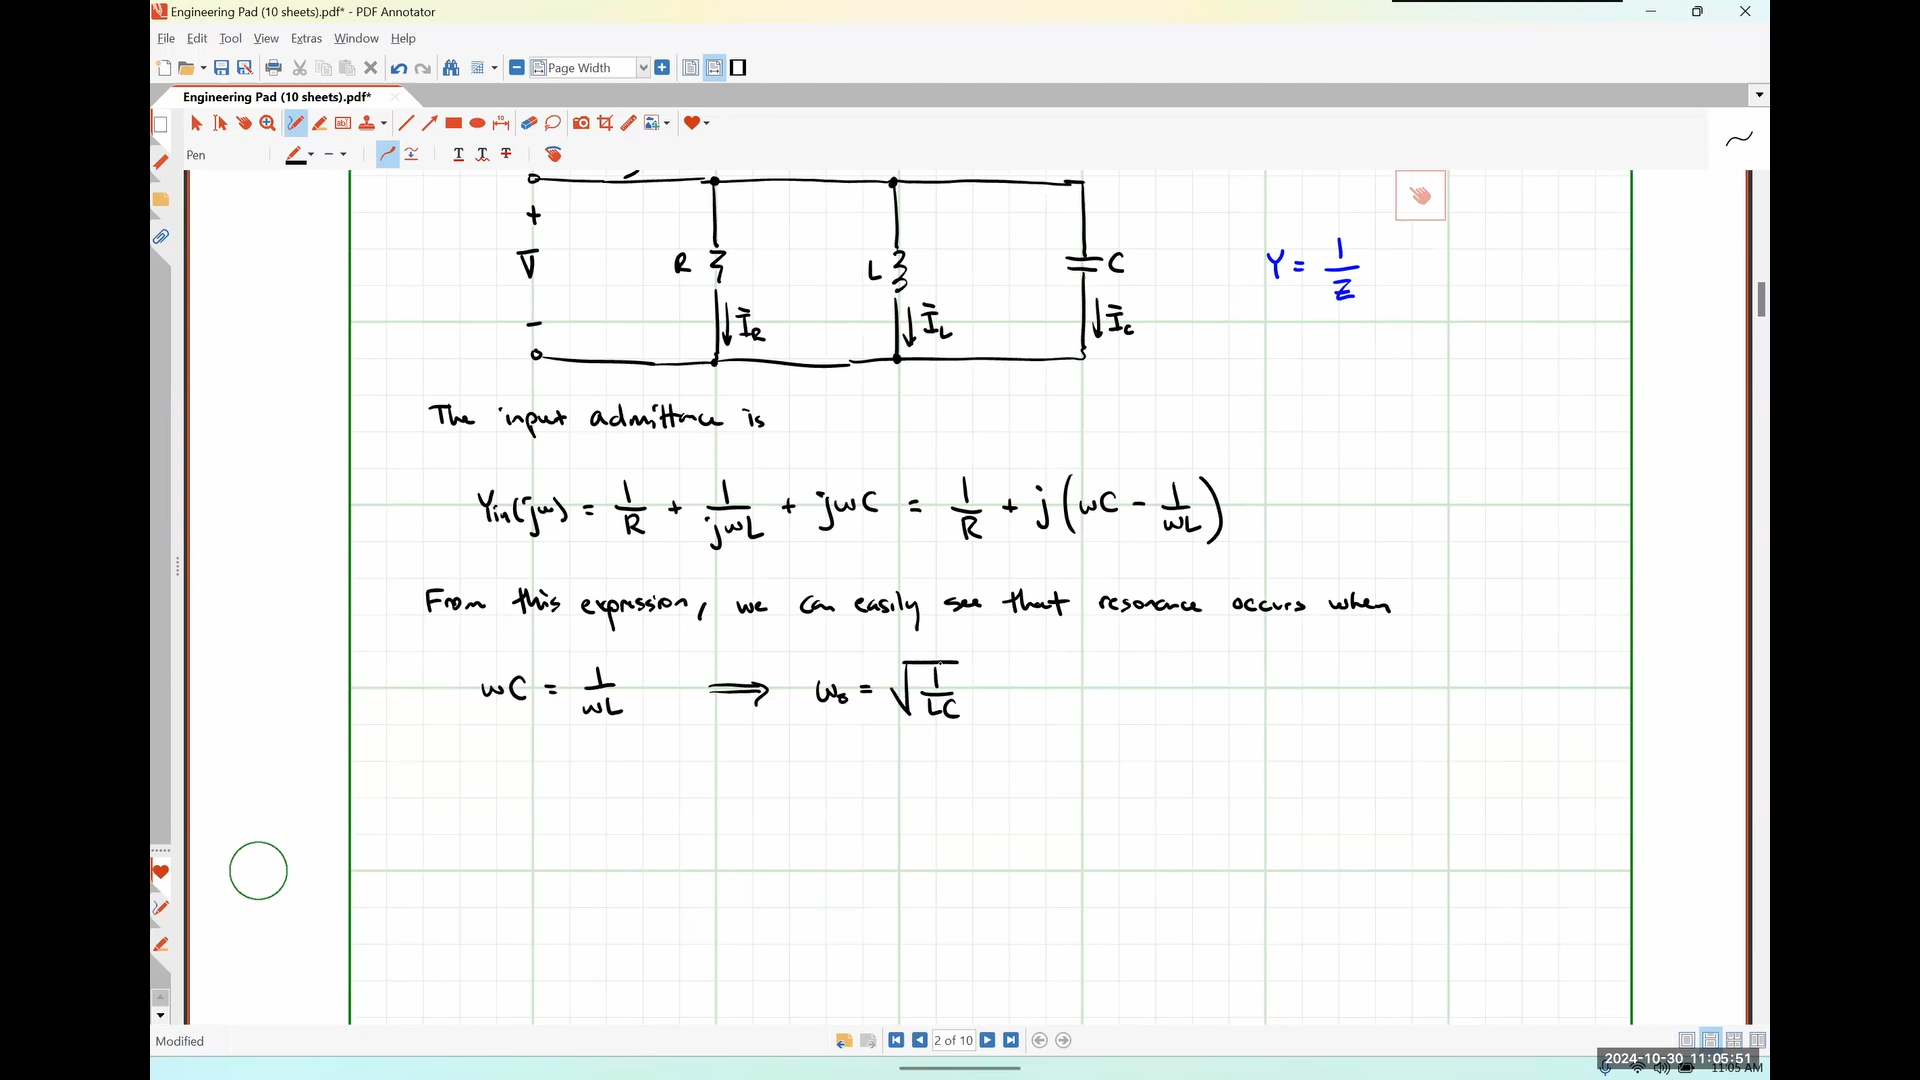 Engineering Pad (10 sheets).pdf* - PDF Annotator
File Edit Tool View Extras Window Help
Page Width
Engineering Pad (10 sheets).pdf*
Pen
+
V̄
-
R
L
C
Ī_R
Ī_L
Ī_C
Y = 1/Z
The input admittance is
Yin(jω) = 1/R + 1/jωL + jωC = 1/R + j(ωC - 1/ωL)
From this expression, we can easily see that resonance occurs when
ωC = 1/ωL ⟹ ω₀ = √(1/LC)
Modified
2 of 10
2024-10-30 11:05:51
11:05 AM